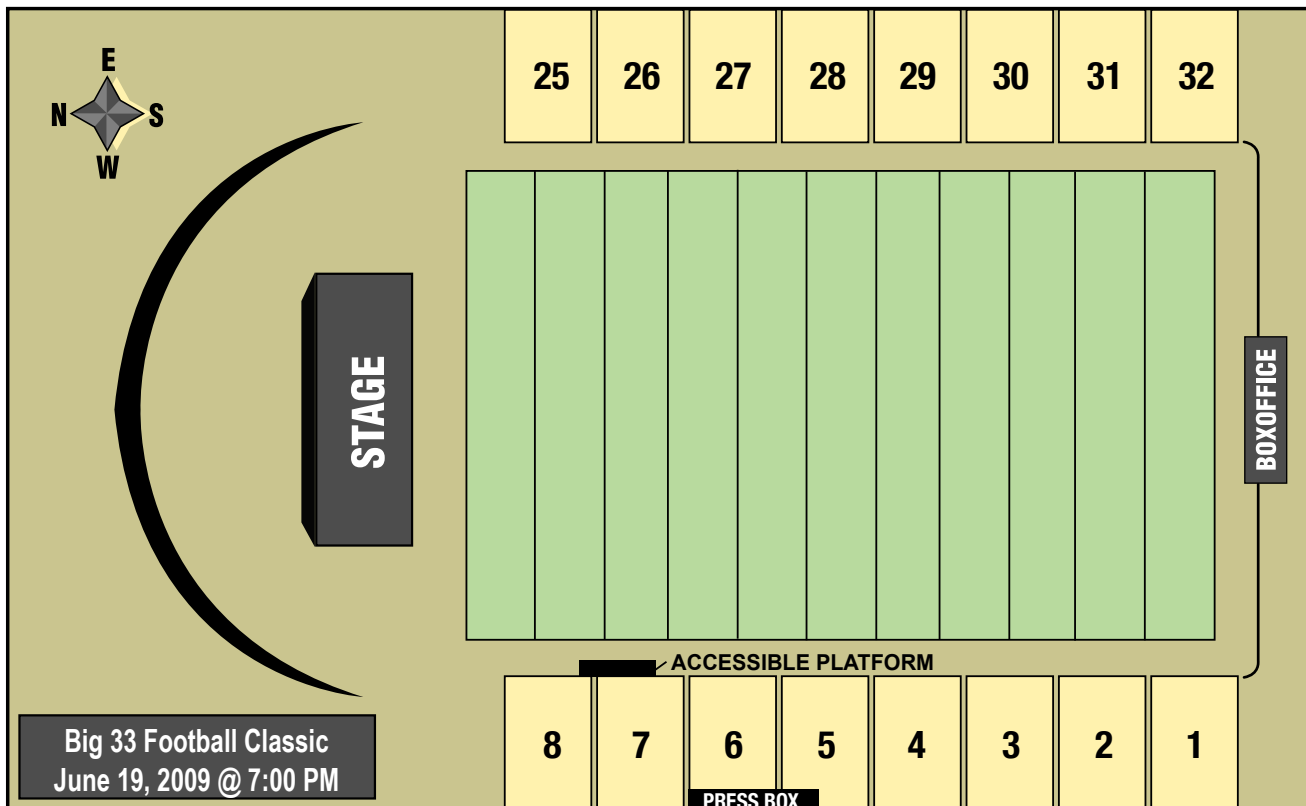 E
N S
W
25 26 27 28 29 30 31 32
STAGE
BOXOFFICE
ACCESSIBLE PLATFORM
8 7 6 5 4 3 2 1
PRESS BOX
Big 33 Football Classic
June 19, 2009 @ 7:00 PM